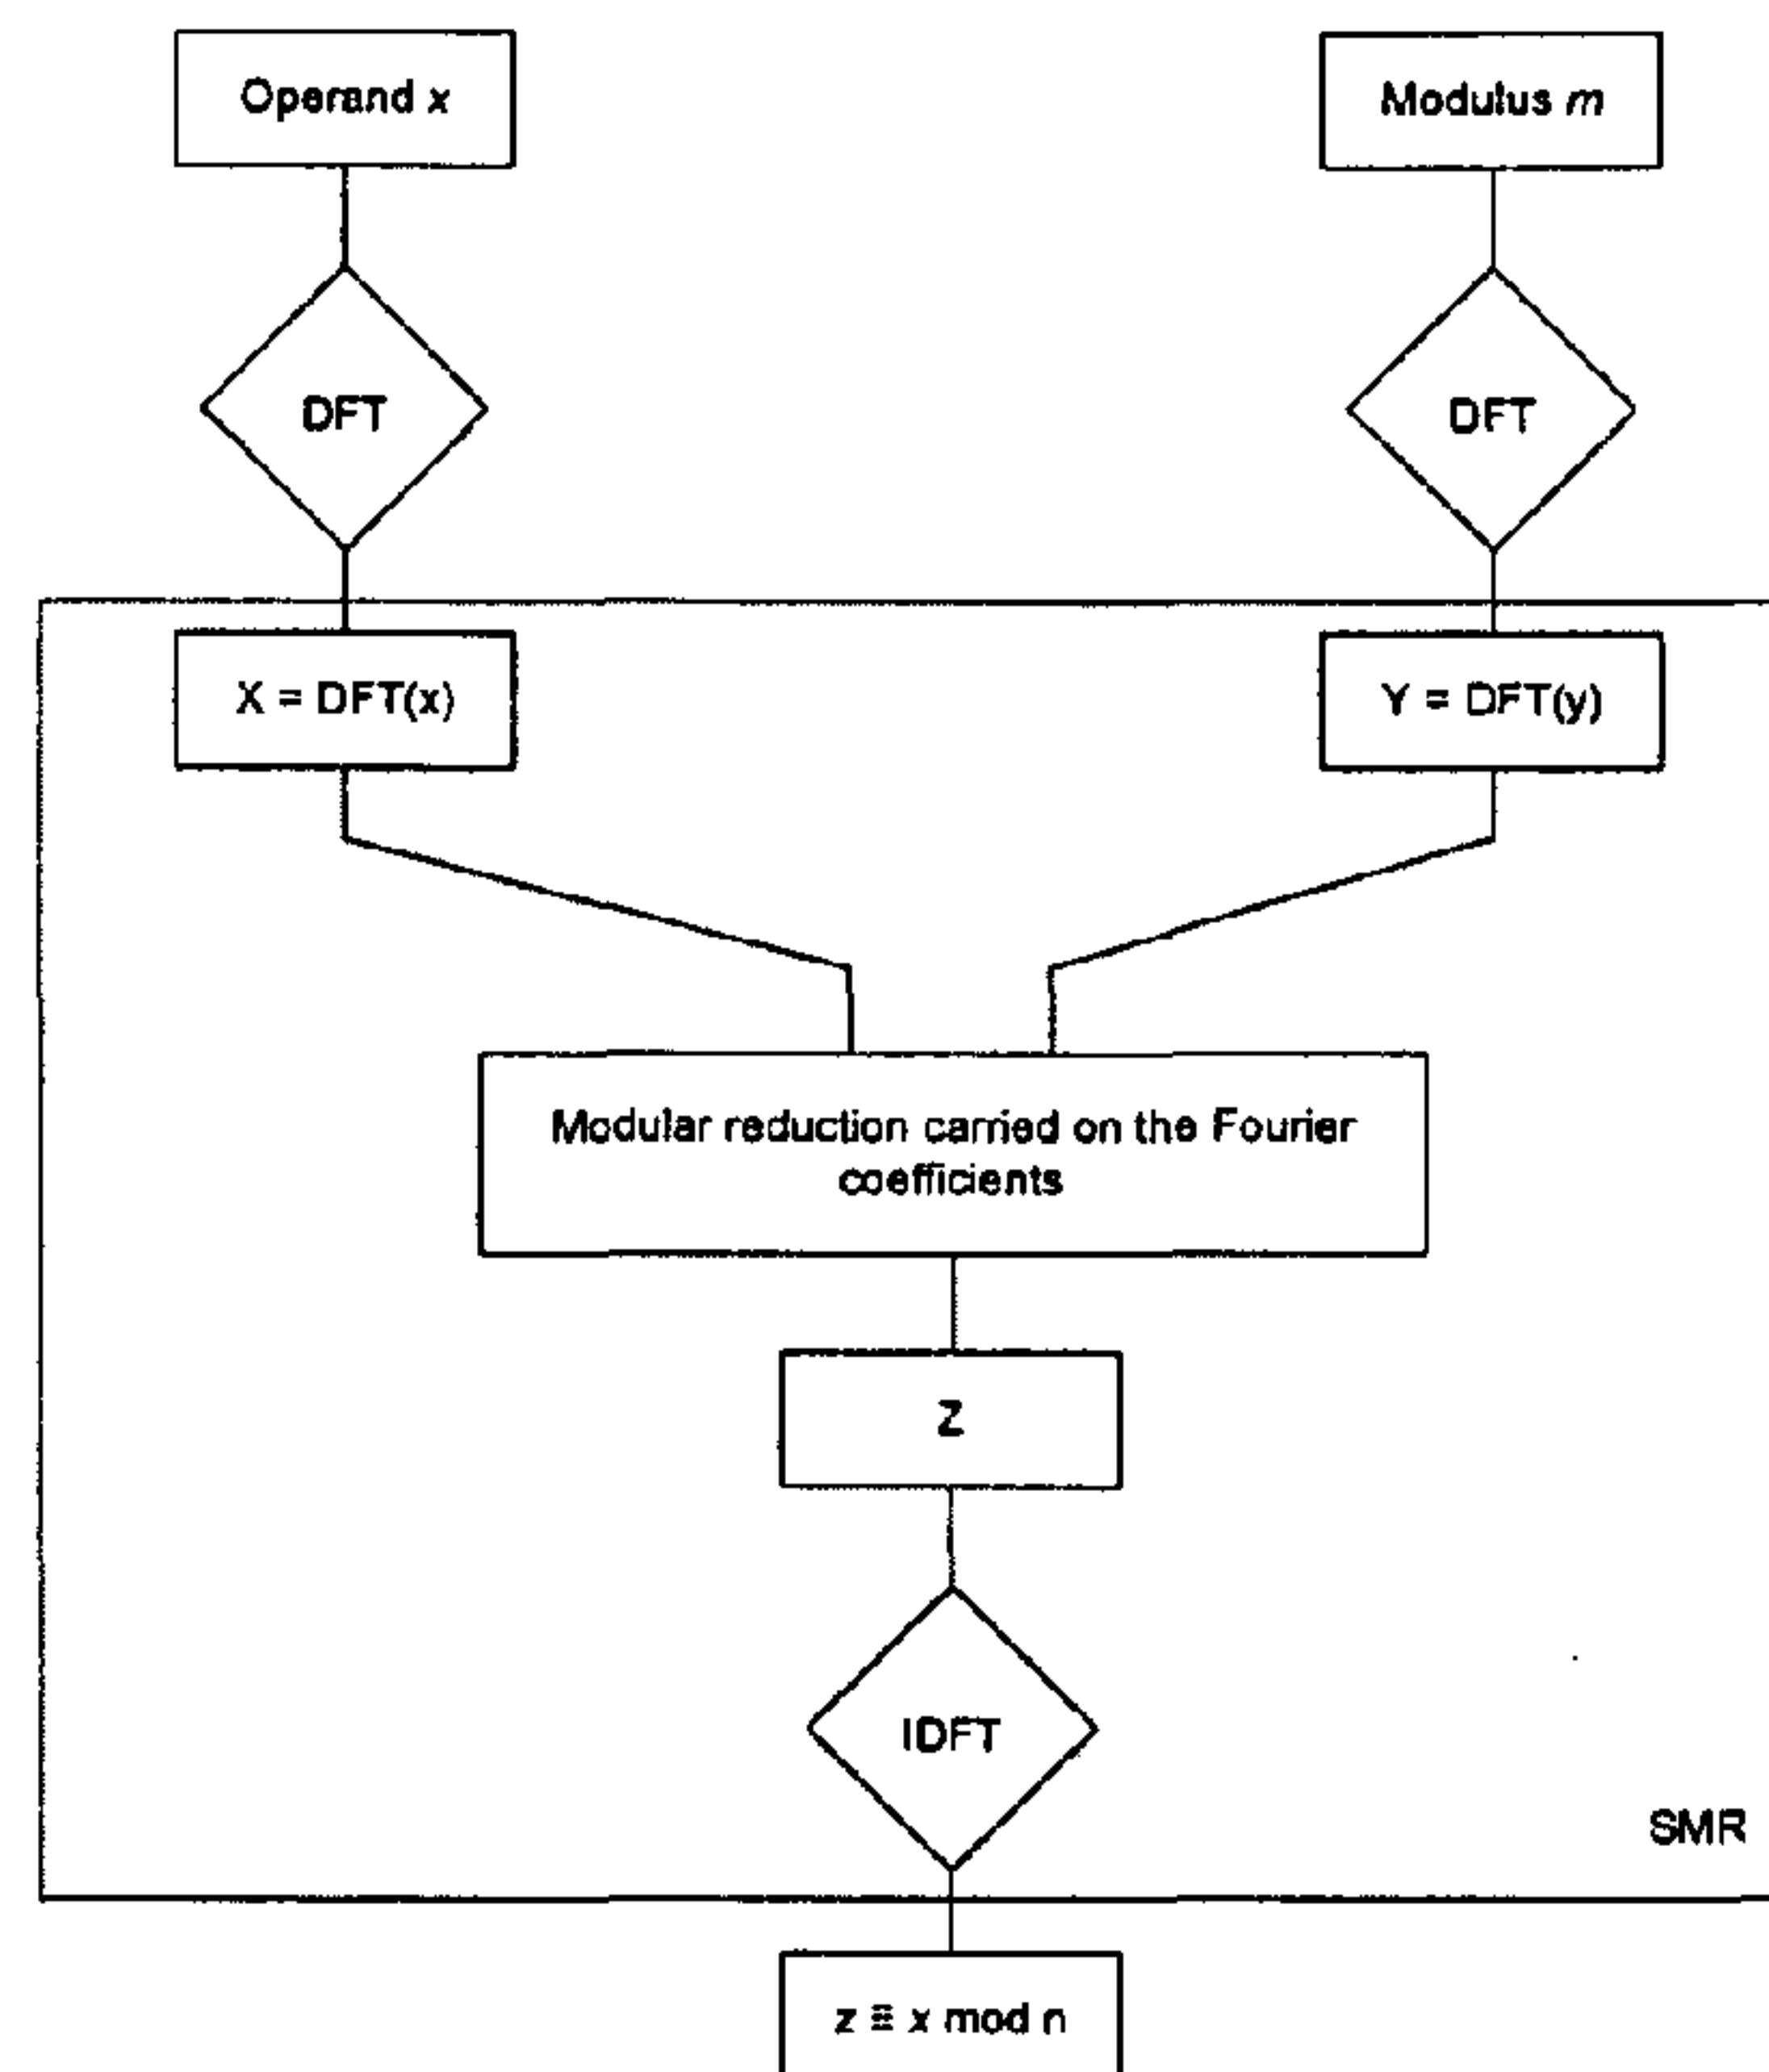 Operand x
Modulus m
DFT
DFT
X = DFT(x)
Y = DFT(y)
Modular reduction carried on the Fourier
coefficients
Z
IDFT
SMR
z ≡ x mod n